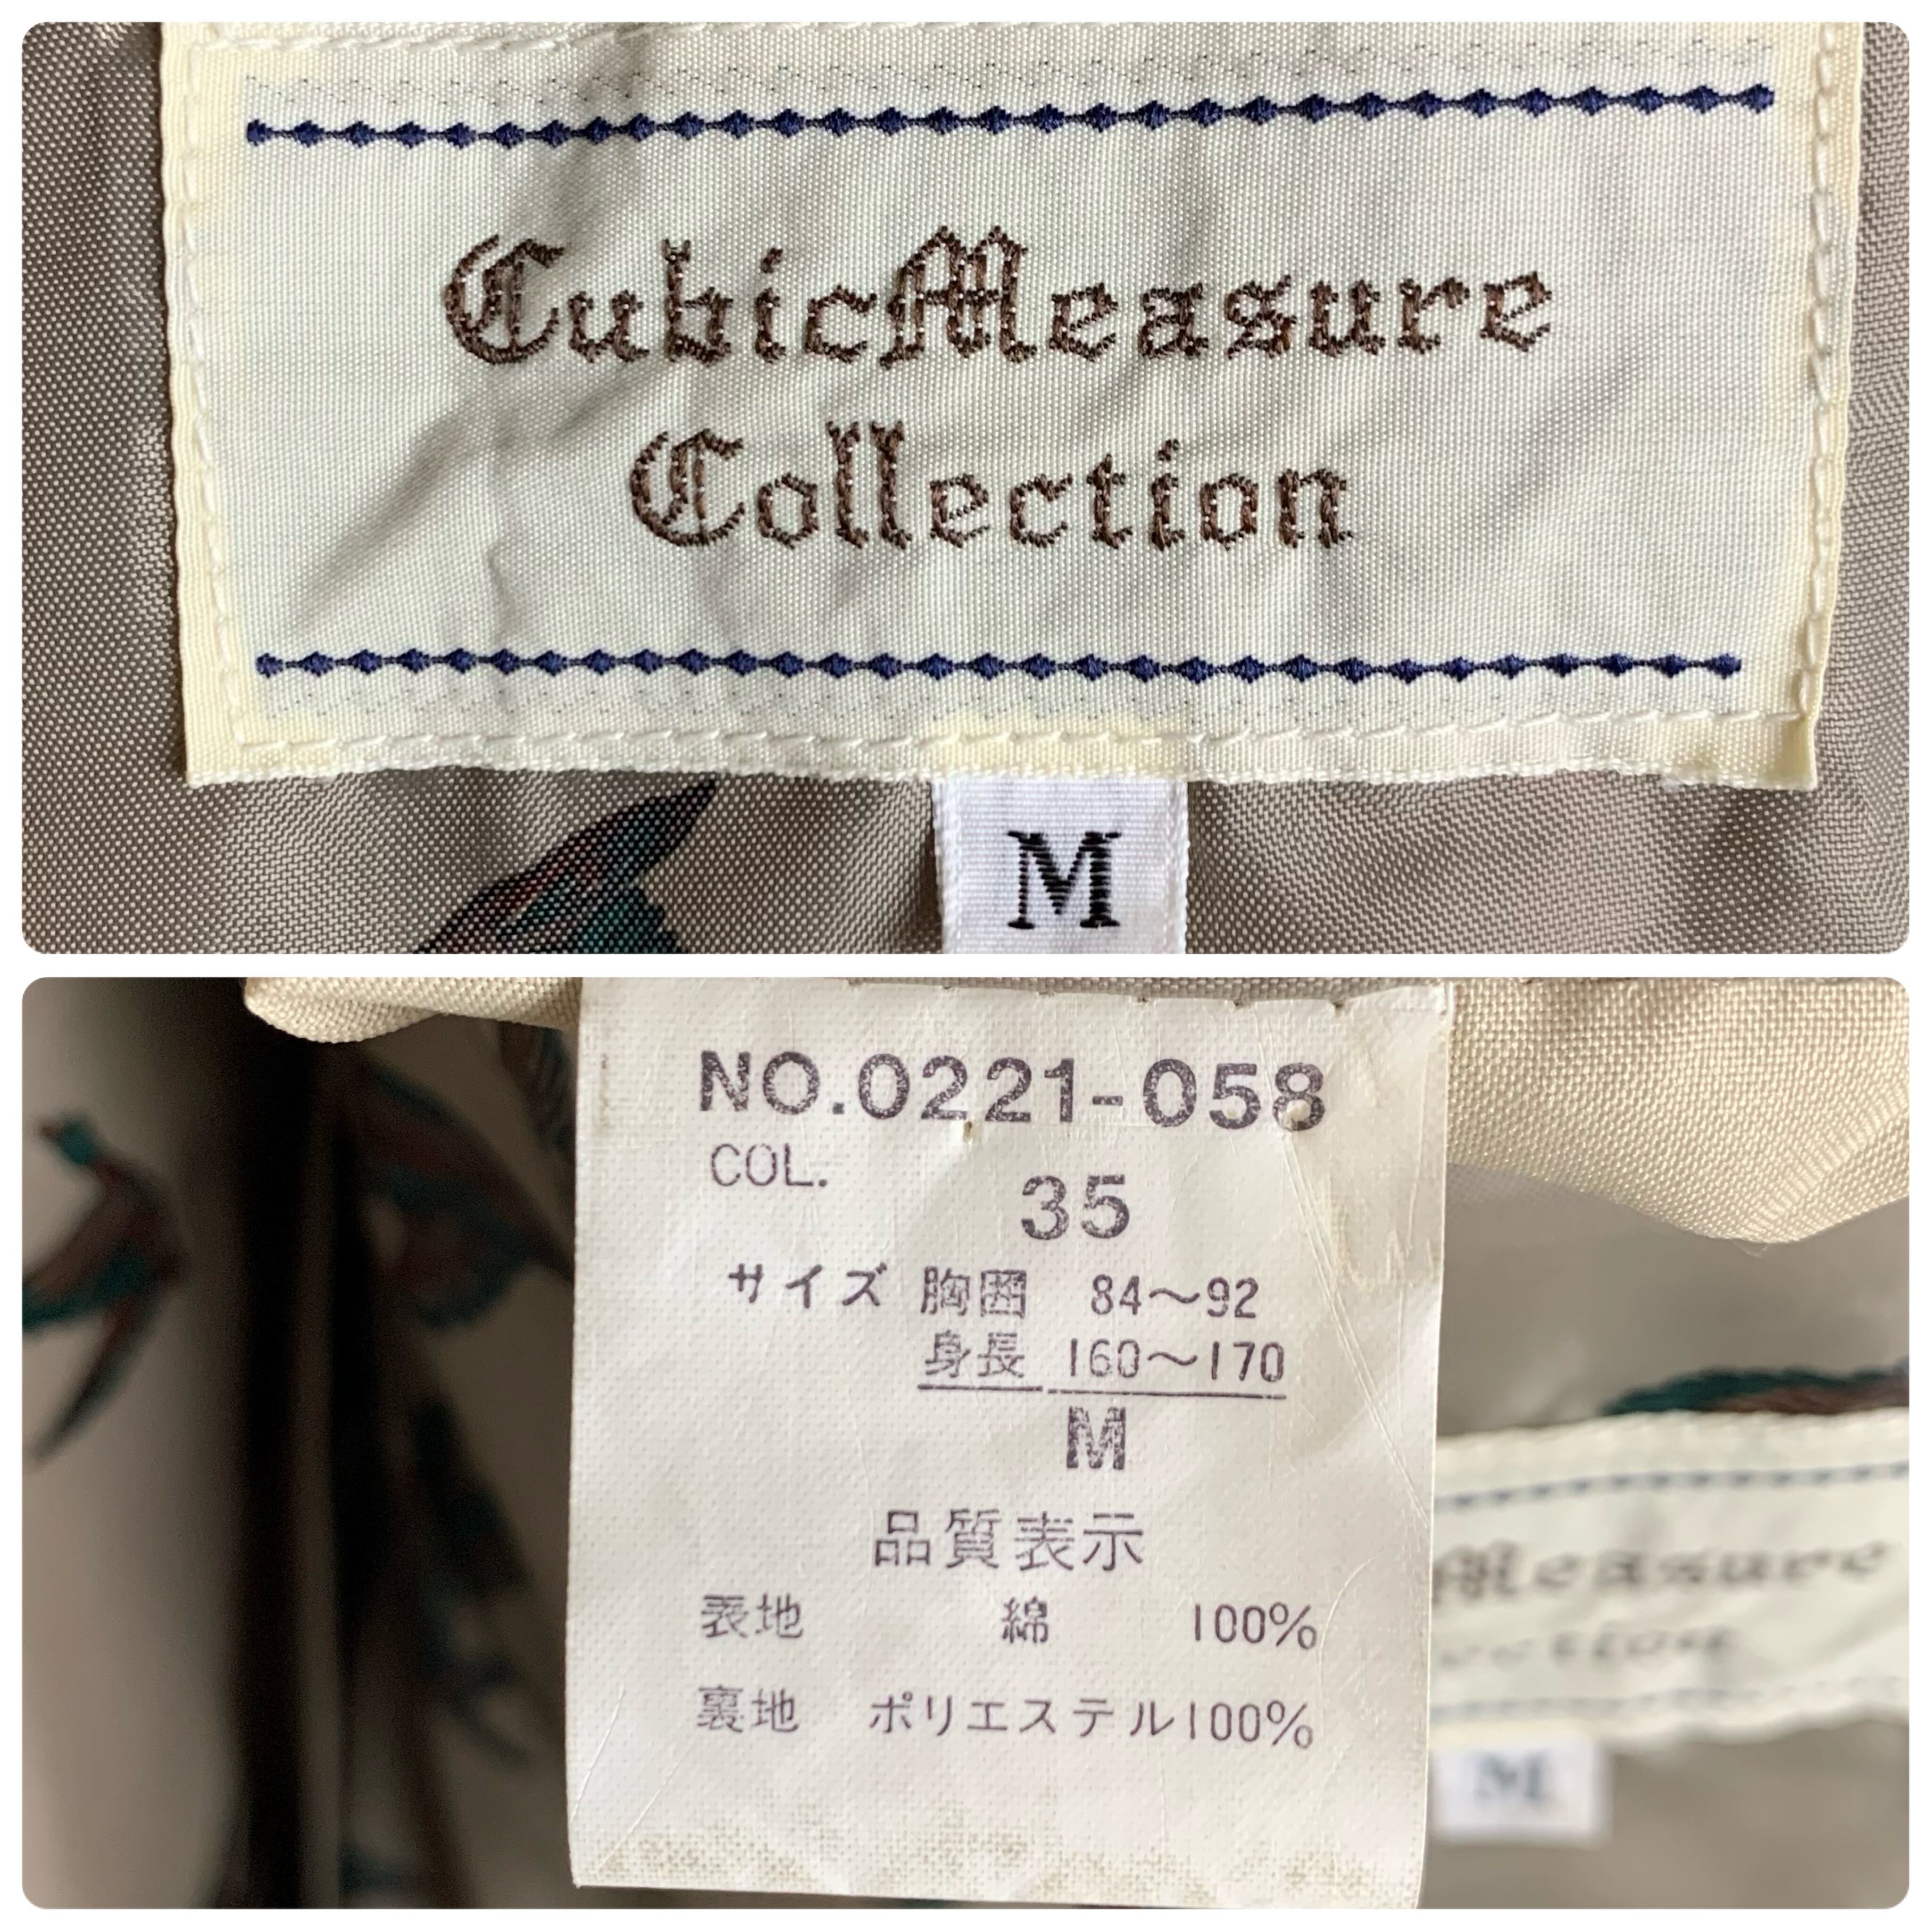 CubicMeasure
Collection
M
NO.0221-058
COL.
35
サイズ 胸囲 84～92
身長 160～170
M
品質表示
表地 綿 100%
裏地 ポリエステル100%
Measure
M